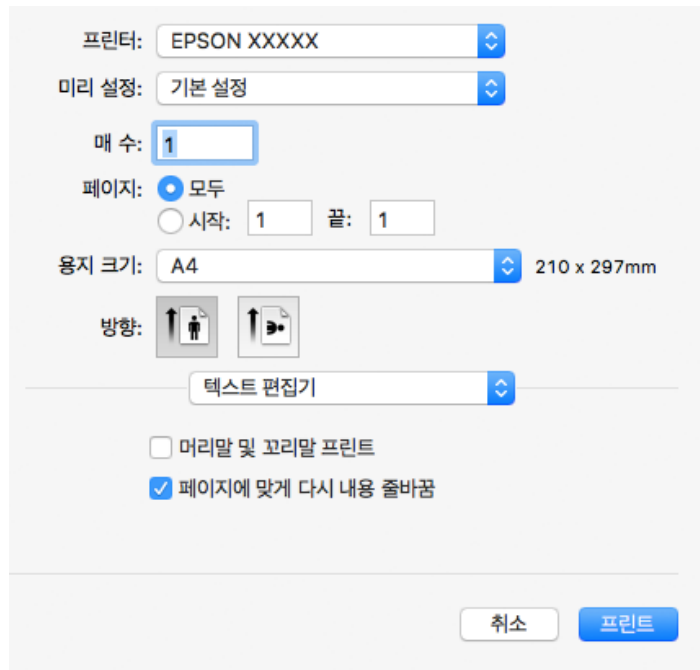 프린터: EPSON XXXXX
미리 설정: 기본 설정
매 수: 1
페이지: 모두
시작: 1 끝: 1
용지 크기: A4 210 x 297mm
방향:
텍스트 편집기
머리말 및 꼬리말 프린트
페이지에 맞게 다시 내용 줄바꿈
취소 프린트